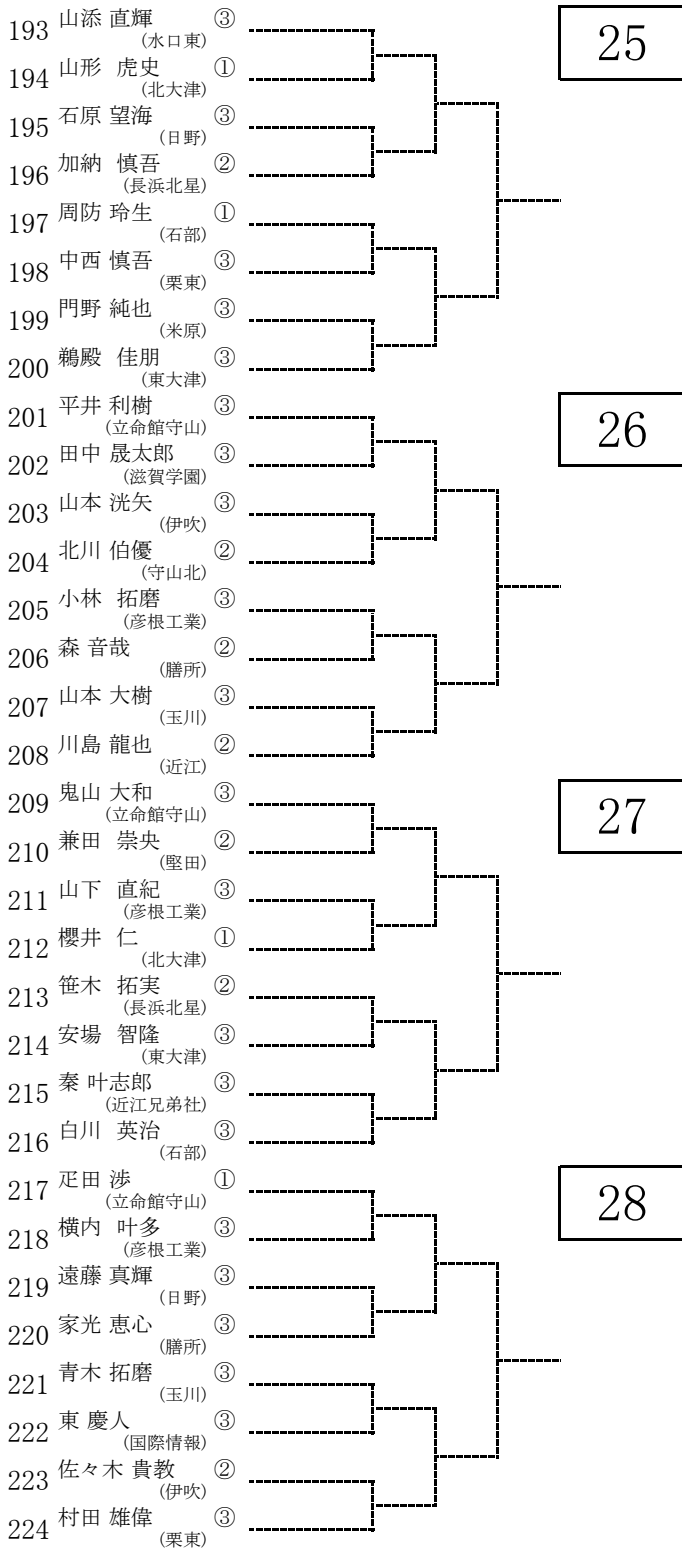 193 山添 直輝 ③
(水口東)
25
194 山形 虎史 ①
(北大津)
195 石原 望海 ③
(日野)
196 加納 慎吾 ②
(長浜北星)
197 周防 玲生 ①
(石部)
198 中西 慎吾 ③
(栗東)
199 門野 純也 ③
(米原)
200 鵜殿 佳朋 ③
(東大津)
201 平井 利樹 ③
(立命館守山)
26
202 田中 晟太郎 ③
(滋賀学園)
203 山本 洸矢 ③
(伊吹)
204 北川 伯優 ②
(守山北)
205 小林 拓磨 ③
(彦根工業)
206 森 音哉 ②
(膳所)
207 山本 大樹 ③
(玉川)
208 川島 龍也 ②
(近江)
209 鬼山 大和 ③
(立命館守山)
27
210 兼田 崇央 ②
(堅田)
211 山下 直紀 ③
(彦根工業)
212 櫻井 仁 ①
(北大津)
213 笹木 拓実 ②
(長浜北星)
214 安場 智隆 ③
(東大津)
215 秦 叶志郎 ③
(近江兄弟社)
216 白川 英治 ③
(石部)
217 疋田 渉 ①
(立命館守山)
28
218 横内 叶多 ③
(彦根工業)
219 遠藤 真輝 ③
(日野)
220 家光 恵心 ③
(膳所)
221 青木 拓磨 ③
(玉川)
222 東 慶人 ③
(国際情報)
223 佐々木 貴教 ②
(伊吹)
224 村田 雄偉 ③
(栗東)